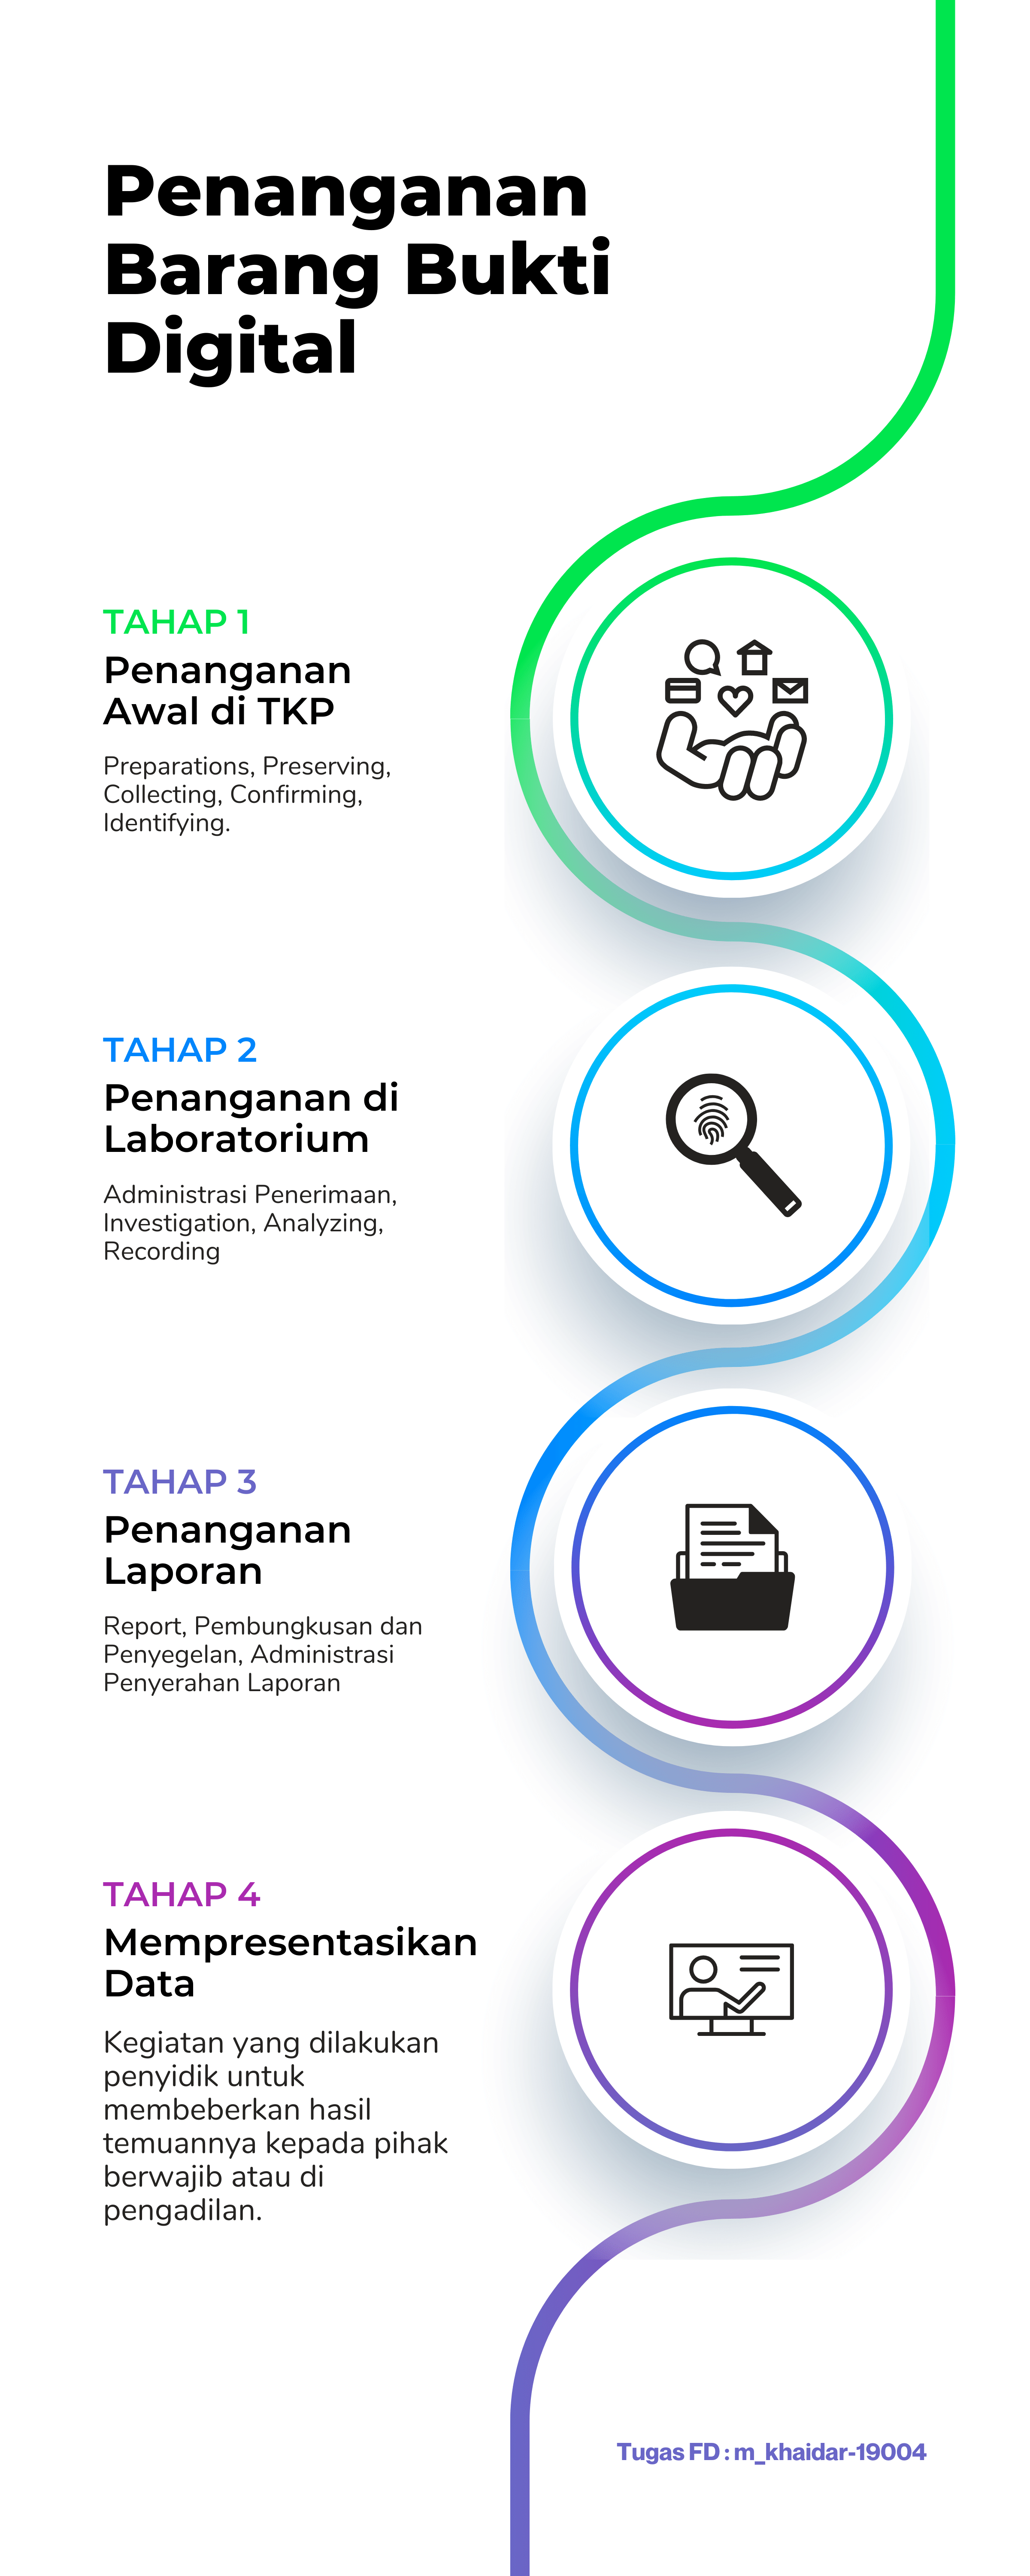 Penanganan
Barang Bukti
Digital
TAHAP 1
Penanganan
Awal di TKP
Preparations, Preserving,
Collecting, Confirming,
Identifying.
TAHAP 2
Penanganan di
Laboratorium
Administrasi Penerimaan,
Investigation, Analyzing,
Recording
TAHAP 3
Penanganan
Laporan
Report, Pembungkusan dan
Penyegelan, Administrasi
Penyerahan Laporan
TAHAP 4
Mempresentasikan
Data
Kegiatan yang dilakukan
penyidik untuk
membeberkan hasil
temuannya kepada pihak
berwajib atau di
pengadilan.
Tugas FD : m_khaidar-19004